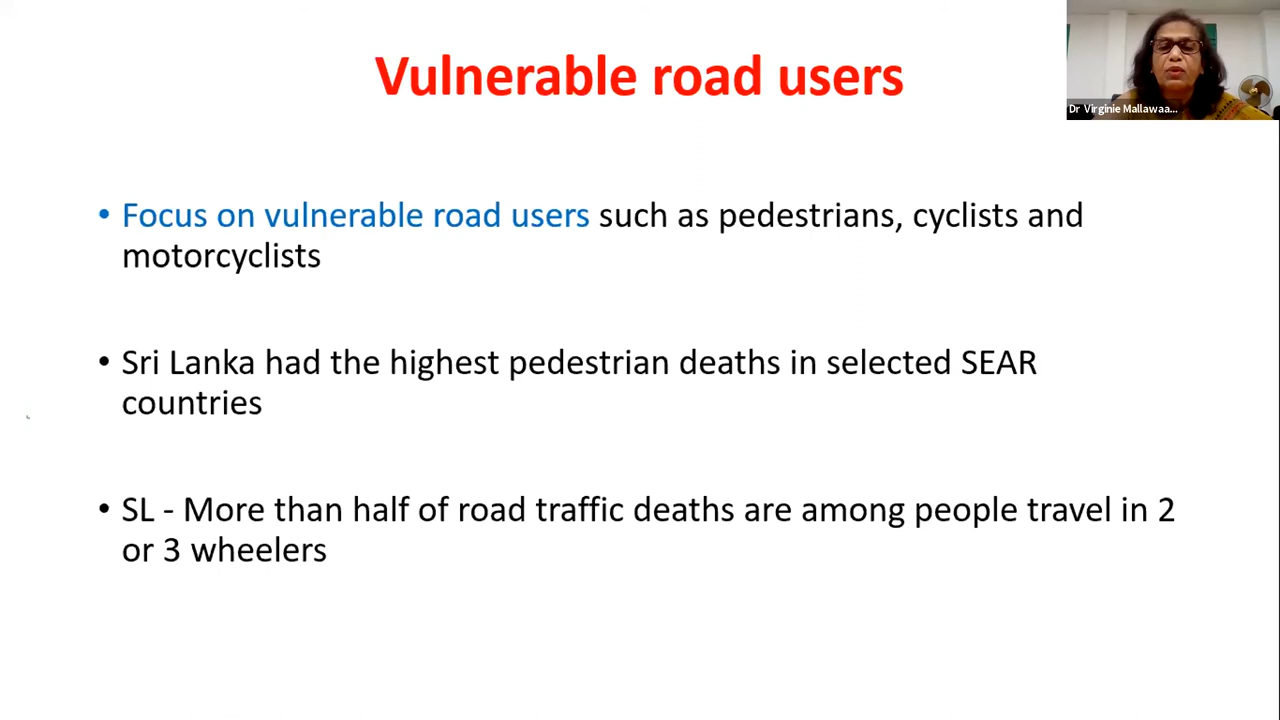 Vulnerable road users
Dr Virginie Mallawaa...
• Focus on vulnerable road users such as pedestrians, cyclists and
motorcyclists
• Sri Lanka had the highest pedestrian deaths in selected SEAR
countries
• SL - More than half of road traffic deaths are among people travel in 2
or 3 wheelers